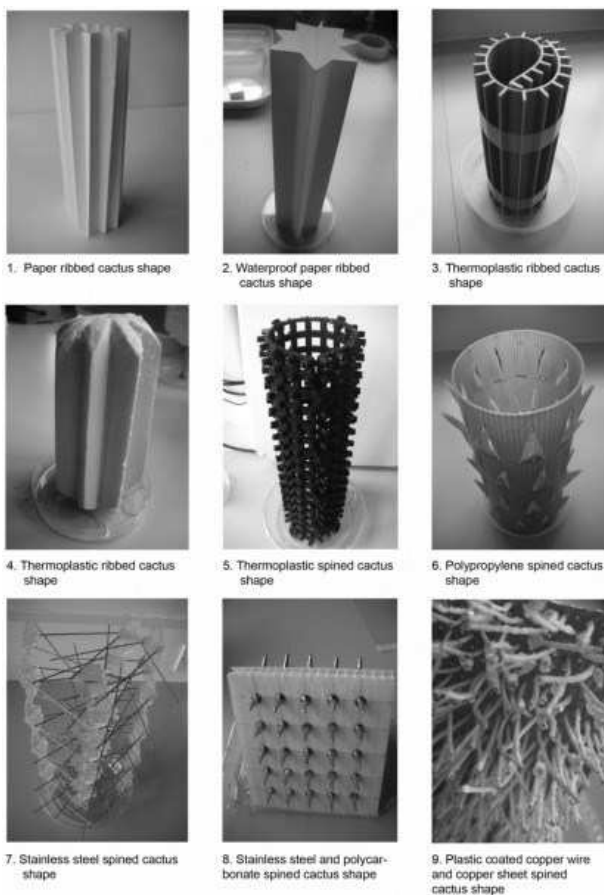 1. Paper ribbed cactus shape
2. Waterproof paper ribbed
cactus shape
3. Thermoplastic ribbed cactus
shape
4. Thermoplastic ribbed cactus
shape
5. Thermoplastic spined cactus
shape
6. Polypropylene spined cactus
shape
7. Stainless steel spined cactus
shape
8. Stainless steel and polycar-
bonate spined cactus shape
9. Plastic coated copper wire
and copper sheet spined
cactus shape